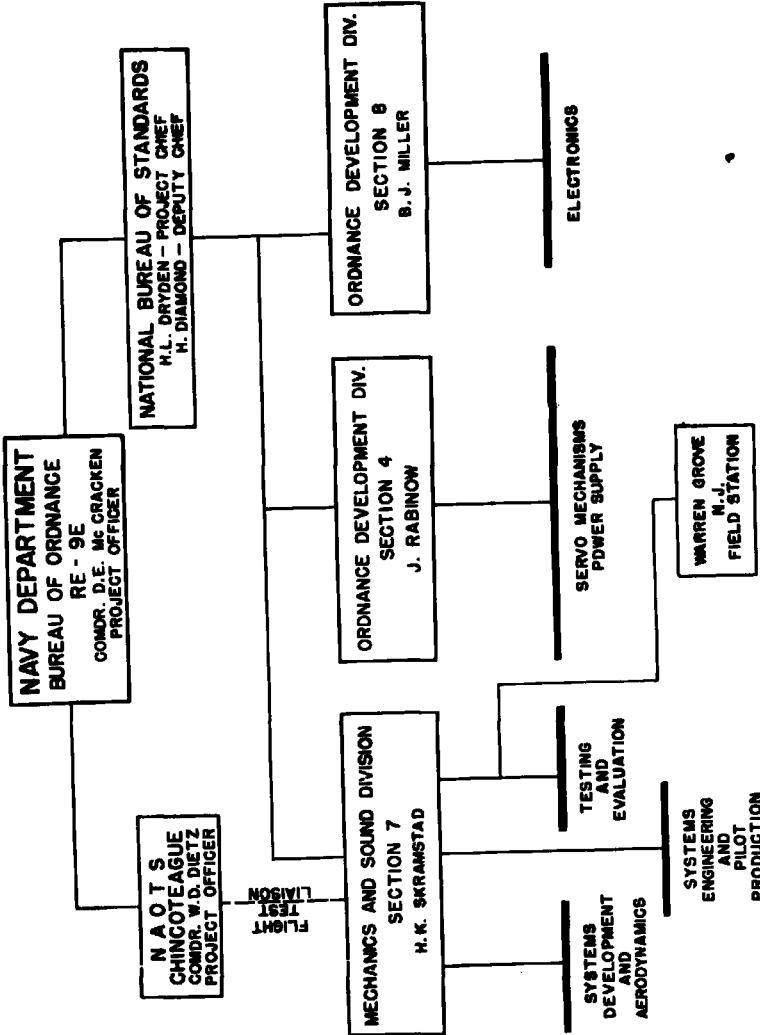 NAVY DEPARTMENT
BUREAU OF ORDNANCE
RE - 9E
COMDR. D.E. Mc CRACKEN
PROJECT OFFICER
N A O T S
CHINCOTEAGUE
COMDR. W.D. DIETZ
PROJECT OFFICER
NATIONAL BUREAU OF STANDARDS
H.L. DRYDEN - PROJECT CHIEF
H. DIAMOND - DEPUTY CHIEF
FLIGHT
TEST
LIAISON
MECHANICS AND SOUND DIVISION
SECTION 7
H.K. SKRAMSTAD
ORDNANCE DEVELOPMENT DIV.
SECTION 4
J. RABINOW
ORDNANCE DEVELOPMENT DIV.
SECTION 8
B.J. MILLER
SYSTEMS
DEVELOPMENT
AND
AERODYNAMICS
TESTING
AND
EVALUATION
SERVO MECHANISMS
POWER SUPPLY
ELECTRONICS
SYSTEMS
ENGINEERING
AND
PILOT
PRODUCTION
WARREN GROVE
N.J.
FIELD STATION